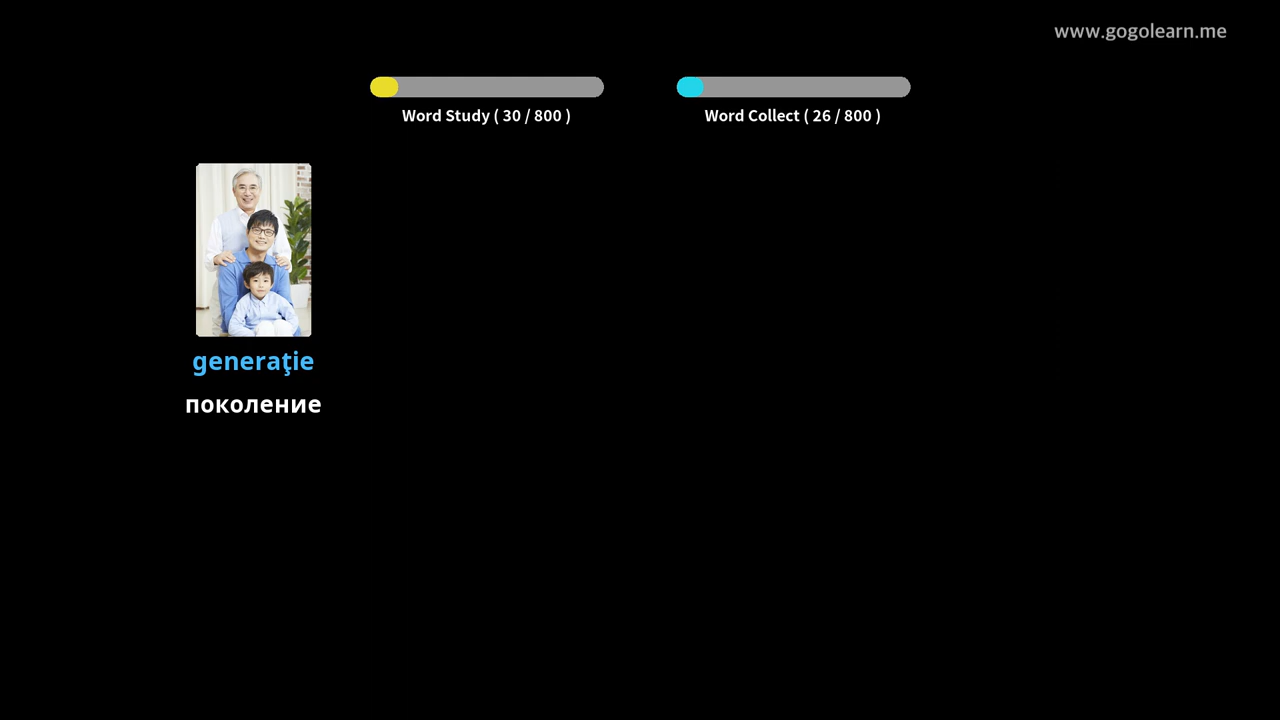 www.gogolearn.me
Word Study ( 30 / 800 )
Word Collect ( 26 / 800 )
generaţie
поколение